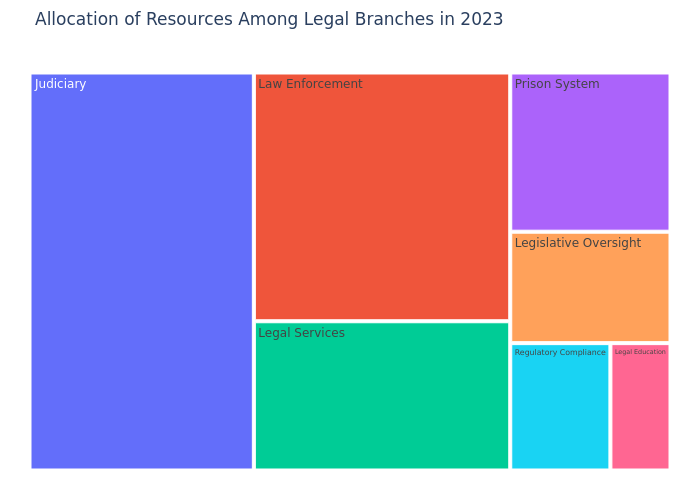 Allocation of Resources Among Legal Branches in 2023
Judiciary
Law Enforcement
Prison System
Legislative Oversight
Legal Services
Regulatory Compliance
Legal Education